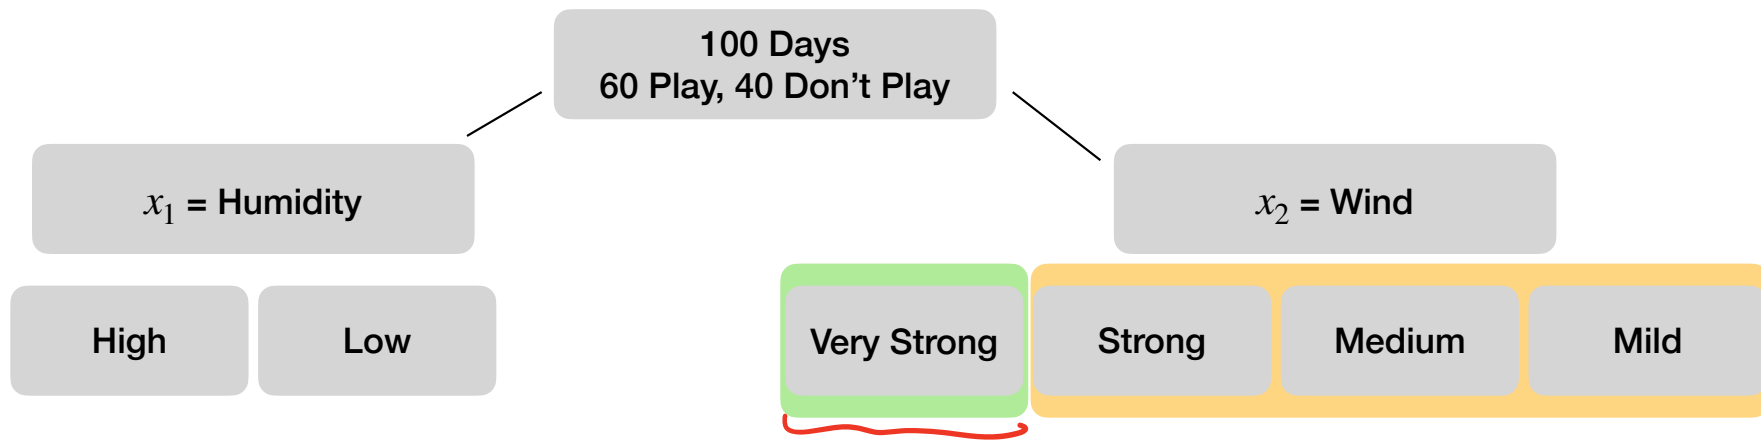 100 Days
60 Play, 40 Don’t Play
x₁ = Humidity
x₂ = Wind
High
Low
Very Strong
Strong
Medium
Mild